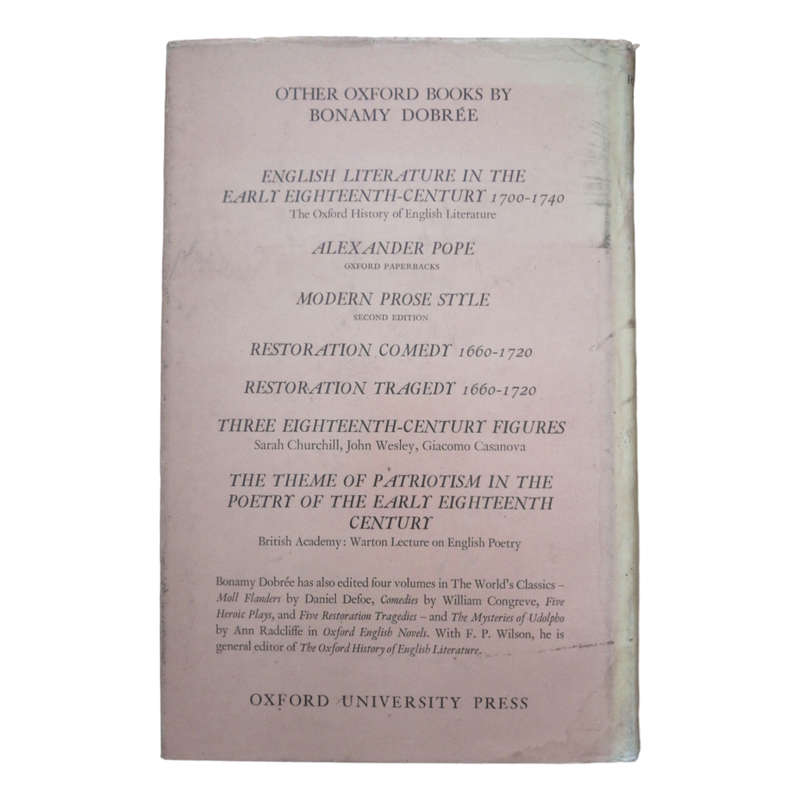 OTHER OXFORD BOOKS BY
BONAMY DOBRÉE
ENGLISH LITERATURE IN THE
EARLY EIGHTEENTH-CENTURY 1700-1740
The Oxford History of English Literature
ALEXANDER POPE
OXFORD PAPERBACKS
MODERN PROSE STYLE
SECOND EDITION
RESTORATION COMEDY 1660-1720
RESTORATION TRAGEDY 1660-1720
THREE EIGHTEENTH-CENTURY FIGURES
Sarah Churchill, John Wesley, Giacomo Casanova
THE THEME OF PATRIOTISM IN THE
POETRY OF THE EARLY EIGHTEENTH
CENTURY
British Academy: Warton Lecture on English Poetry
Bonamy Dobrée has also edited four volumes in The World's Classics –
Moll Flanders by Daniel Defoe, Comedies by William Congreve, Five
Heroic Plays, and Five Restoration Tragedies – and The Mysteries of Udolpho
by Ann Radcliffe in Oxford English Novels. With F. P. Wilson, he is
general editor of The Oxford History of English Literature.
OXFORD UNIVERSITY PRESS